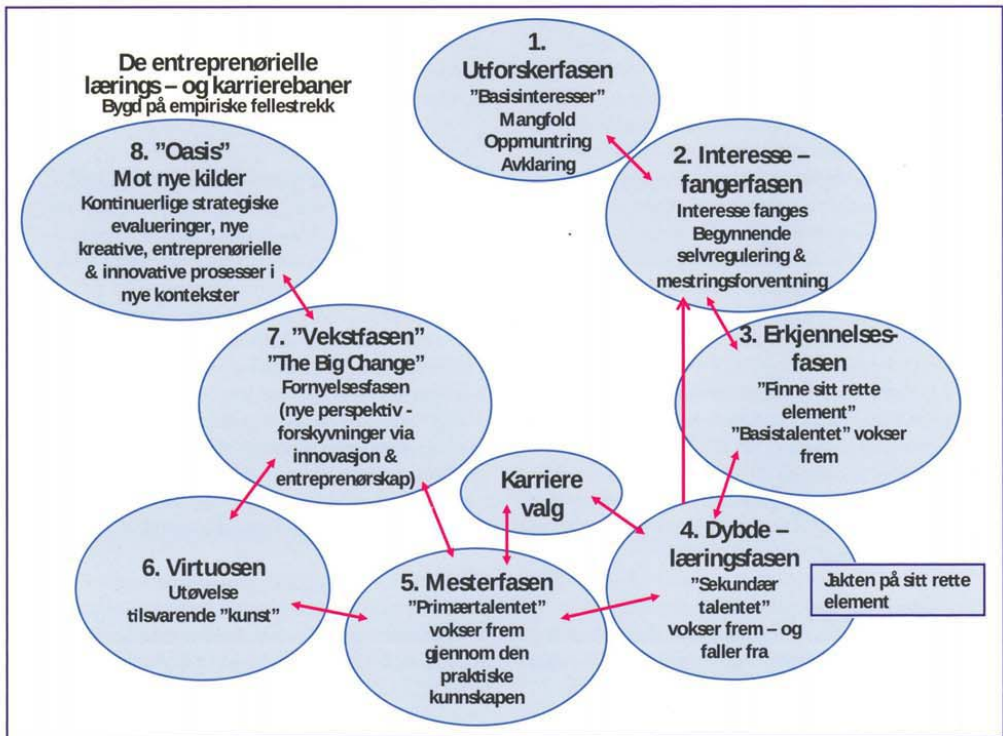 De entreprenørielle
lærings – og karrierebaner
Bygd på empiriske fellestrekk
1.
Utforskerfasen
"Basisinteresser"
Mangfold
Oppmuntring
Avklaring
2. Interesse –
fangerfasen
Interesse fanges
Begynnende
selvregulering &
mestringsforventning
3. Erkjennelses-
fasen
"Finne sitt rette
element"
"Basistalentet" vokser
frem
4. Dybde –
læringsfasen
"Sekundær
talentet"
vokser frem – og
faller fra
Jakten på sitt rette
element
Karriere
valg
5. Mesterfasen
"Primærtalentet"
vokser frem
gjennom den
praktiske
kunnskapen
6. Virtuosen
Utøvelse
tilsvarende "kunst"
7. "Vekstfasen"
"The Big Change"
Fornyelsesfasen
(nye perspektiv -
forskyvninger via
innovasjon &
entreprenørskap)
8. "Oasis"
Mot nye kilder
Kontinuerlige strategiske
evalueringer, nye
kreative, entreprenørielle
& innovative prosesser i
nye kontekster